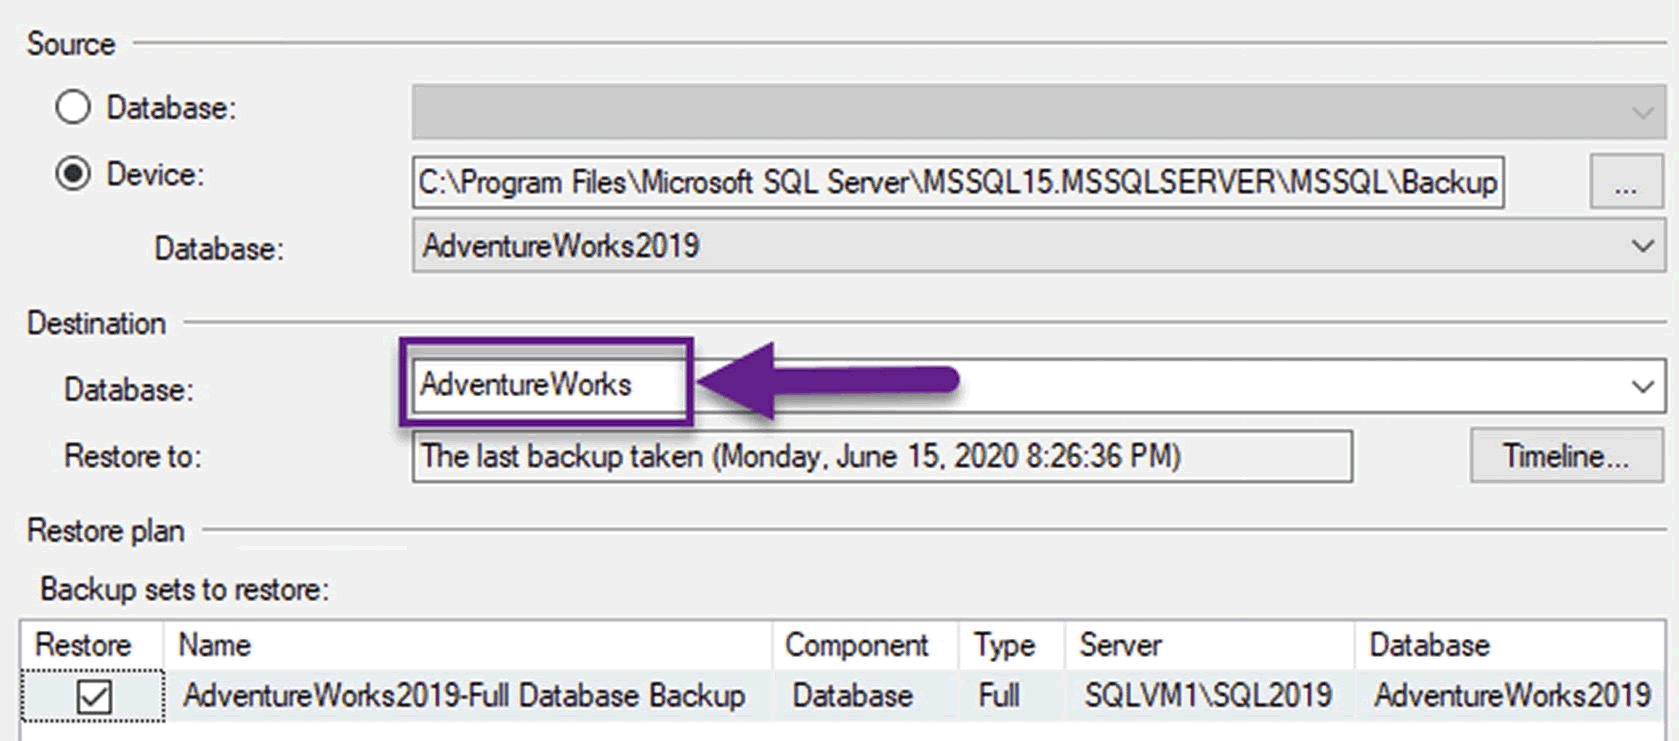 Source
Database:
Device: C:\Program Files\Microsoft SQL Server\MSSQL15.MSSQLSERVER\MSSQL\Backup ...
Database: AdventureWorks2019
Destination
Database: AdventureWorks
Restore to: The last backup taken (Monday, June 15, 2020 8:26:36 PM) Timeline...
Restore plan
Backup sets to restore:
Restore Name Component Type Server Database
AdventureWorks2019-Full Database Backup Database Full SQLVM1\SQL2019 AdventureWorks2019